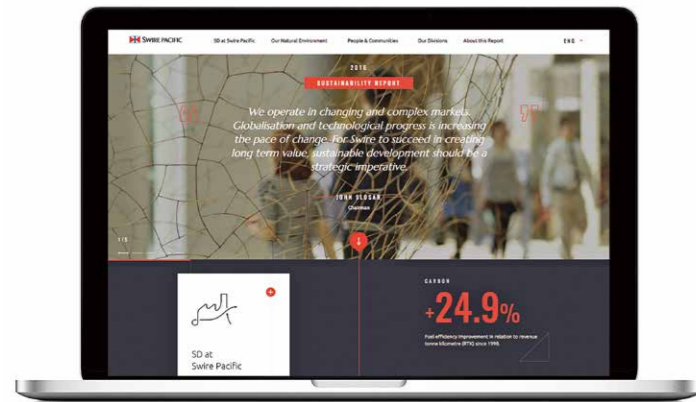 SWIRE PACIFIC
SD at Swire Pacific
Our Natural Environment
People & Communities
Our Divisions
About this Report
ENG
2016
SUSTAINABILITY REPORT
We operate in changing and complex markets.
Globalisation and technological progress is increasing
the pace of change. For Swire to succeed in creating
long term value, sustainable development should be a
strategic imperative.
JOHN SLOSAR
Chairman
CARBON
+24.9%
Fuel efficiency improvement in relation to revenue
tonne kilometre (RTK) since 1998.
SD at
Swire Pacific